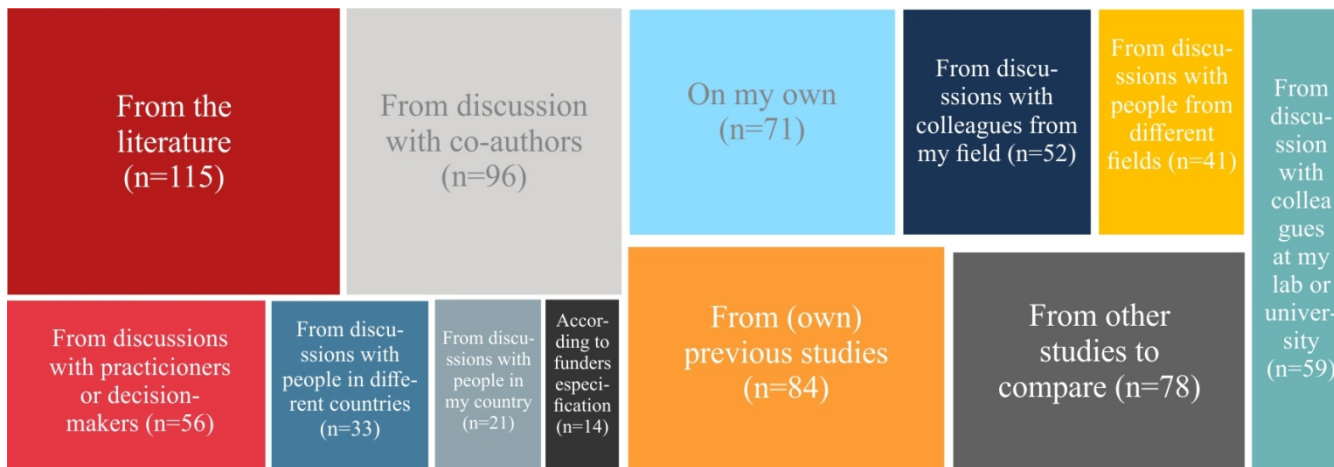 From the
literature
(n=115)
From discussion
with co-authors
(n=96)
On my own
(n=71)
From discu-
ssions with
colleagues from
my field (n=52)
From discu-
ssions with
people from
different
fields (n=41)
From
discu-
ssion
with
collea
gues
at my
lab or
univer-
sity
(n=59)
From discussions
with practicioners
or decision-
makers (n=56)
From discu-
ssions with
people in diffe-
rent countries
(n=33)
From discu-
ssions with
people in
my country
(n=21)
Accor-
ding to
funders
especi-
fication
(n=14)
From (own)
previous studies
(n=84)
From other
studies to
compare (n=78)